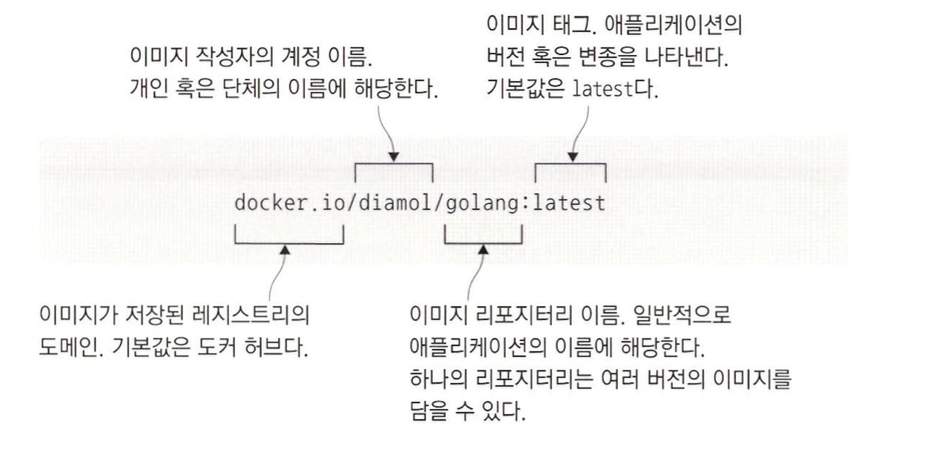 이미지 작성자의 계정 이름.
개인 혹은 단체의 이름에 해당한다.
이미지 태그. 애플리케이션의
버전 혹은 변종을 나타낸다.
기본값은 latest다.
docker.io/diamol/golang:latest
이미지가 저장된 레지스트리의
도메인. 기본값은 도커 허브다.
이미지 리포지터리 이름. 일반적으로
애플리케이션의 이름에 해당한다.
하나의 리포지터리는 여러 버전의 이미지를
담을 수 있다.